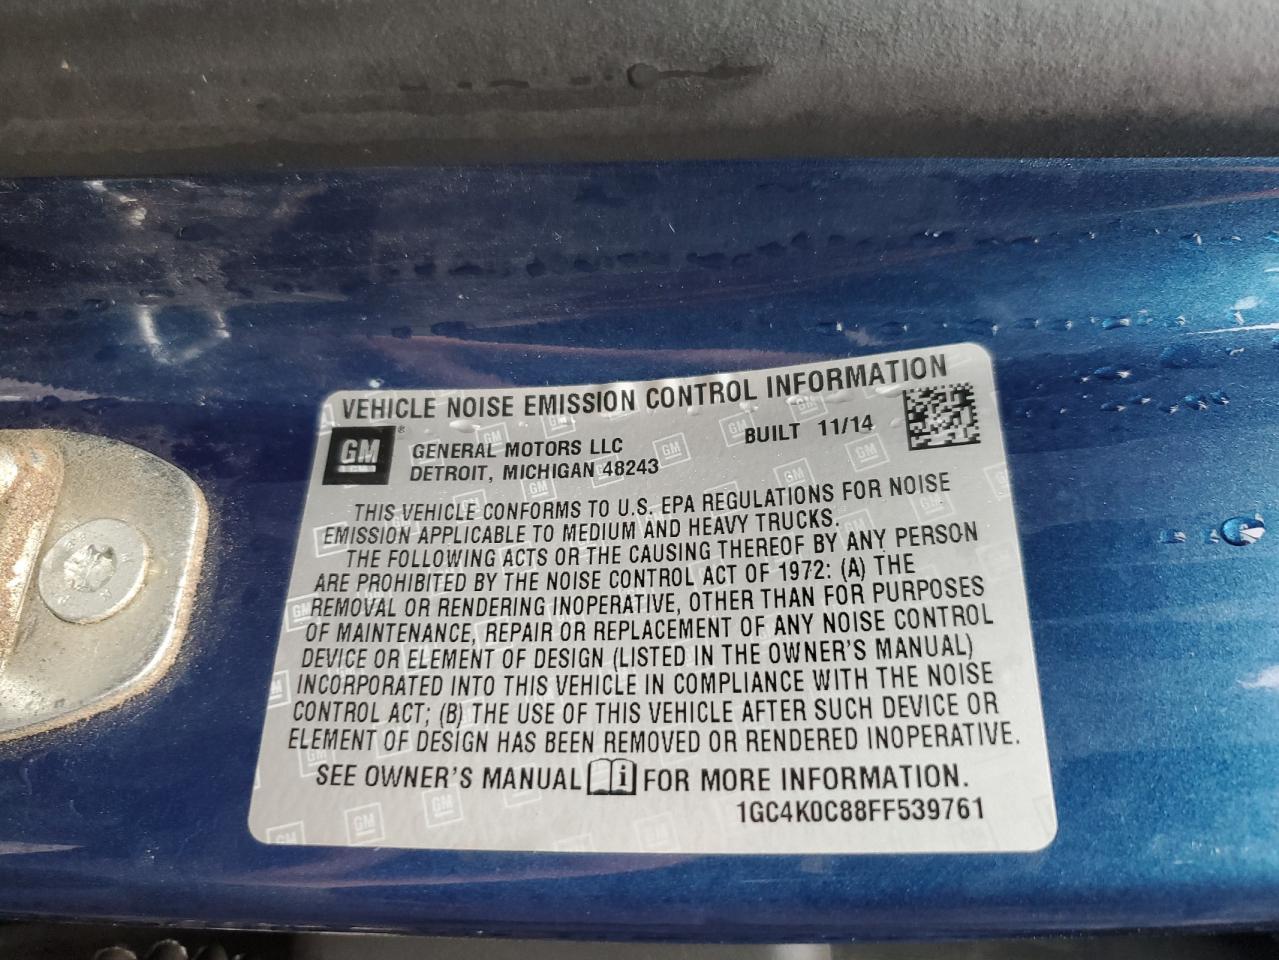 VEHICLE NOISE EMISSION CONTROL INFORMATION
GM
®
GENERAL MOTORS LLC
DETROIT, MICHIGAN 48243
BUILT 11/14
THIS VEHICLE CONFORMS TO U.S. EPA REGULATIONS FOR NOISE
EMISSION APPLICABLE TO MEDIUM AND HEAVY TRUCKS.
THE FOLLOWING ACTS OR THE CAUSING THEREOF BY ANY PERSON
ARE PROHIBITED BY THE NOISE CONTROL ACT OF 1972: (A) THE
REMOVAL OR RENDERING INOPERATIVE, OTHER THAN FOR PURPOSES
OF MAINTENANCE, REPAIR OR REPLACEMENT OF ANY NOISE CONTROL
DEVICE OR ELEMENT OF DESIGN (LISTED IN THE OWNER'S MANUAL)
INCORPORATED INTO THIS VEHICLE IN COMPLIANCE WITH THE NOISE
CONTROL ACT; (B) THE USE OF THIS VEHICLE AFTER SUCH DEVICE OR
ELEMENT OF DESIGN HAS BEEN REMOVED OR RENDERED INOPERATIVE.
SEE OWNER'S MANUAL i FOR MORE INFORMATION.
1GC4K0C88FF539761